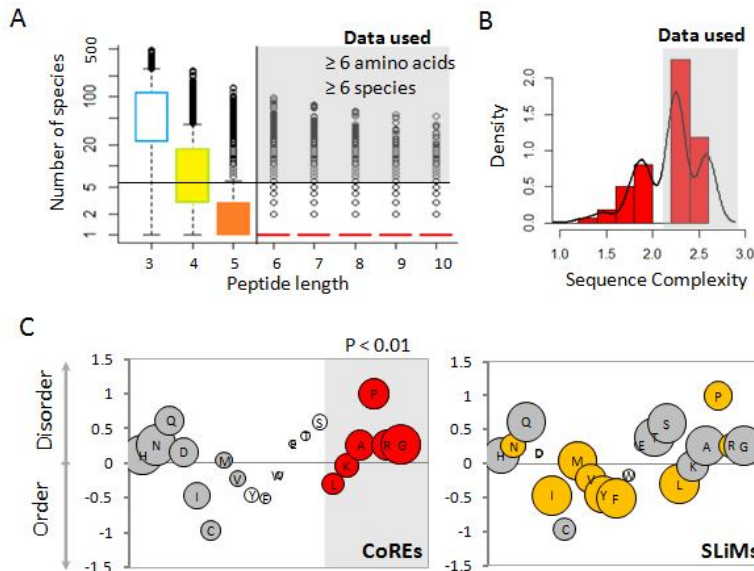 A
Number of species
500
100
20
5
2
1
Data used
≥ 6 amino acids
≥ 6 species
3 4 5 6 7 8 9 10
Peptide length
B
Data used
Density
2.0
1.5
1.0
0.5
0.0
1.0 1.5 2.0 2.5 3.0
Sequence Complexity
C
P < 0.01
Disorder
Order
1.5
1
0.5
0
-0.5
-1
-1.5
H N Q D I C M V Y S L K A P R G
CoREs
1.5
1
0.5
0
-0.5
-1
-1.5
H N Q D I C M V Y F E T S L K A P R G
SLiMs